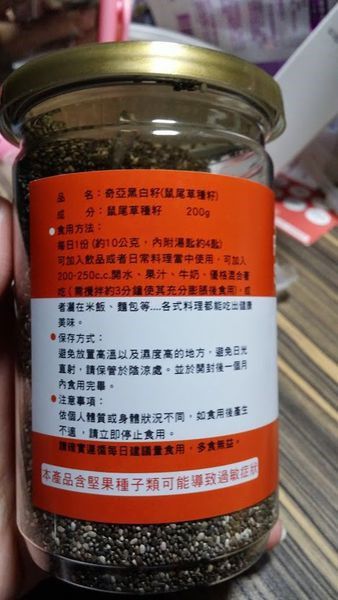 品　名：奇亞黑白籽(鼠尾草種籽)
成　分：鼠尾草種籽　200g
●食用方法：
每日1份 (約10公克，內附湯匙約4匙)
可加入飲品或者日常料理當中使用，可加入
200-250c.c.開水、果汁、牛奶、優格混合著
吃 ( 需攪拌約3分鐘使其充分膨脹後食用)，或
者灑在米飯、麵包等....各式料理都能吃出健康
美味。
●保存方式：
避免放置高溫以及濕度高的地方，避免日光
直射，請保管於陰涼處。並於開封後一個月
內食用完畢。
●注意事項：
依個人體質或身體狀況不同，如食用後產生
不適，請立即停止食用。
請確實遵循每日建議量食用，多食無益。
本產品含堅果種子類可能導致過敏症狀